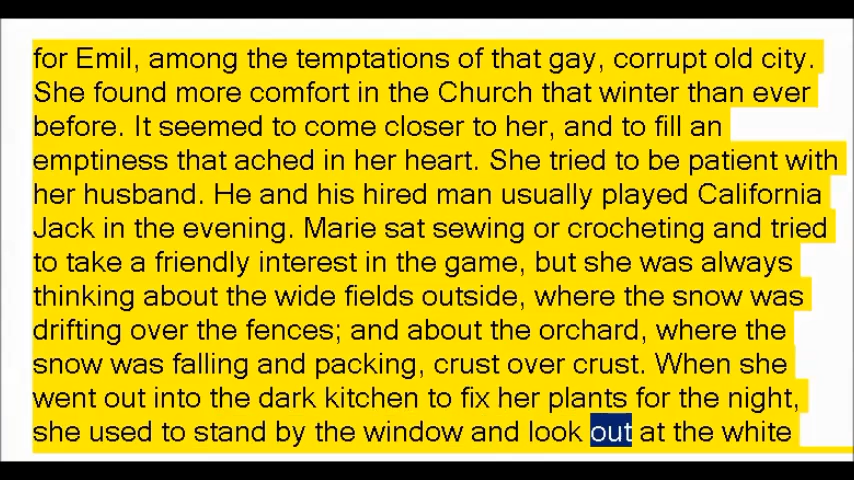 for Emil, among the temptations of that gay, corrupt old city.
She found more comfort in the Church that winter than ever
before. It seemed to come closer to her, and to fill an
emptiness that ached in her heart. She tried to be patient with
her husband. He and his hired man usually played California
Jack in the evening. Marie sat sewing or crocheting and tried
to take a friendly interest in the game, but she was always
thinking about the wide fields outside, where the snow was
drifting over the fences; and about the orchard, where the
snow was falling and packing, crust over crust. When she
went out into the dark kitchen to fix her plants for the night,
she used to stand by the window and look out at the white